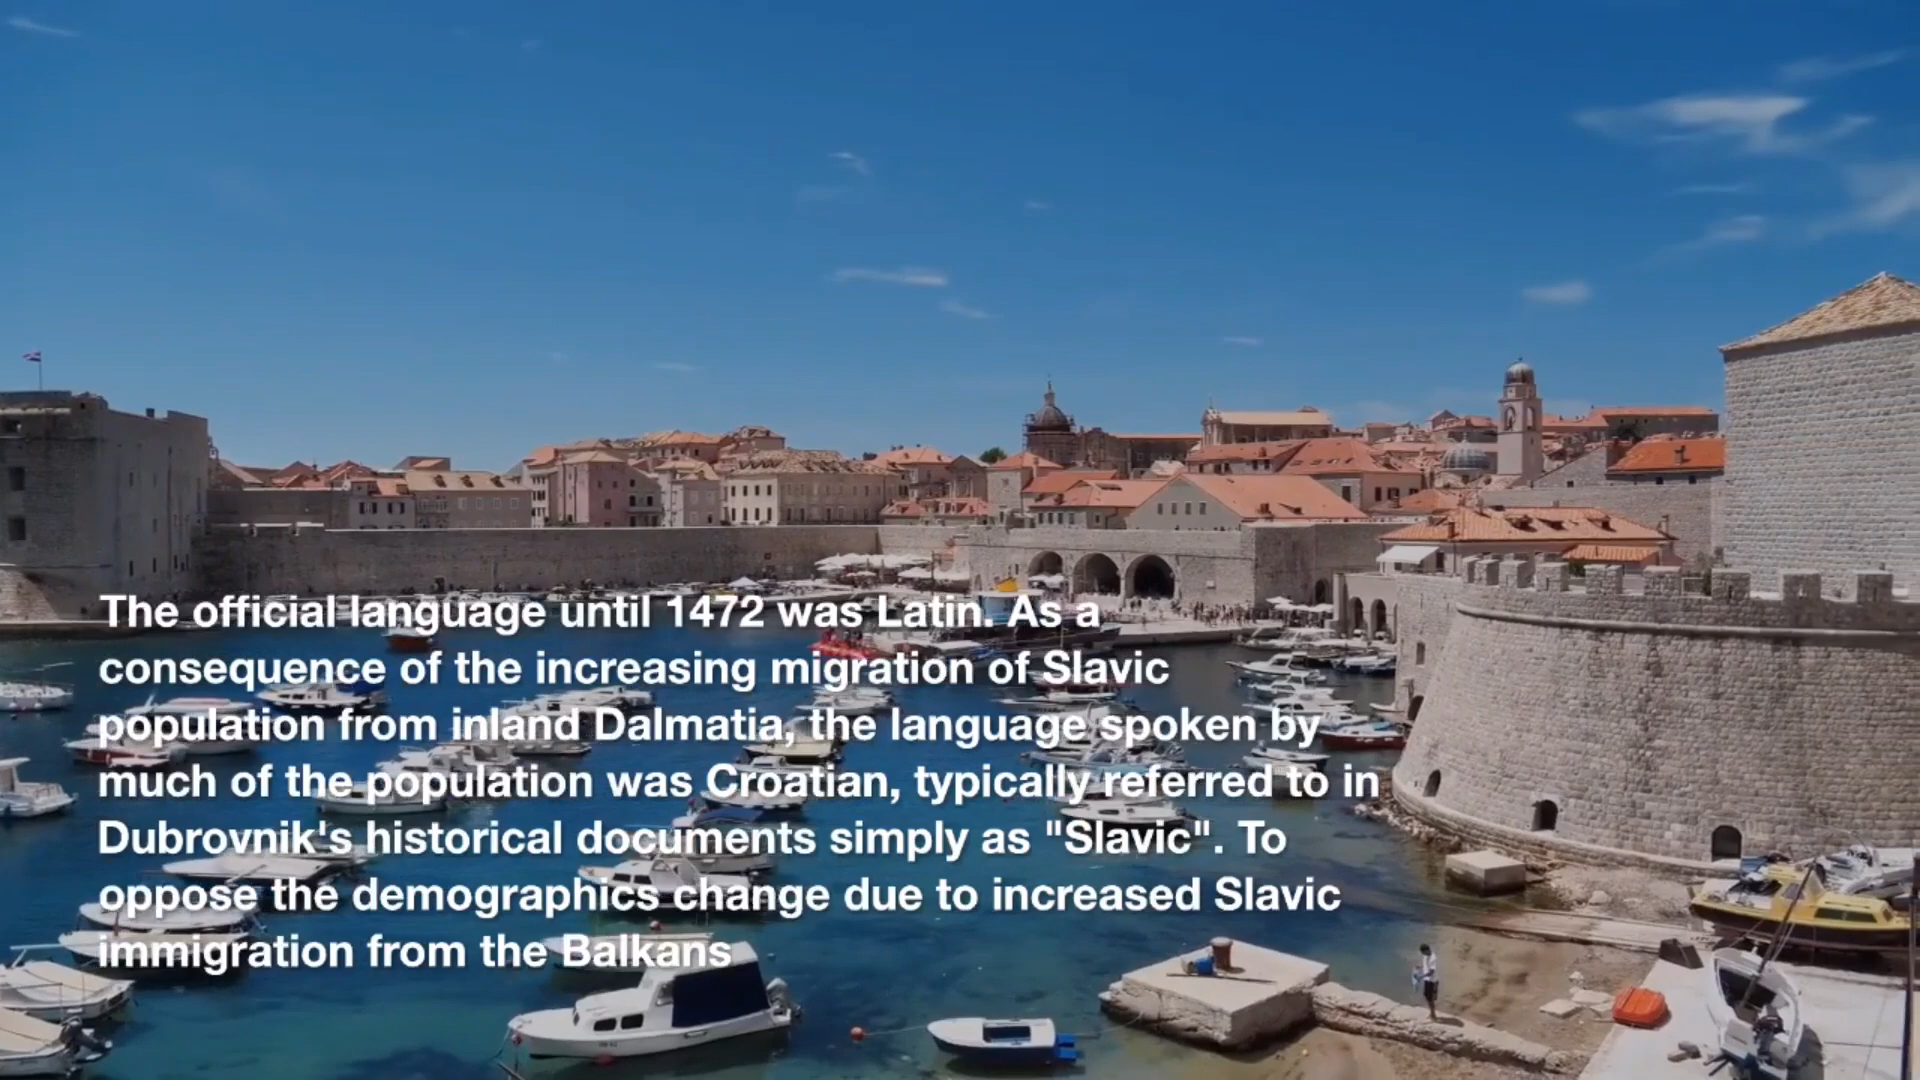 The official language until 1472 was Latin. As a
consequence of the increasing migration of Slavic
population from inland Dalmatia, the language spoken by
much of the population was Croatian, typically referred to in
Dubrovnik's historical documents simply as "Slavic". To
oppose the demographics change due to increased Slavic
immigration from the Balkans